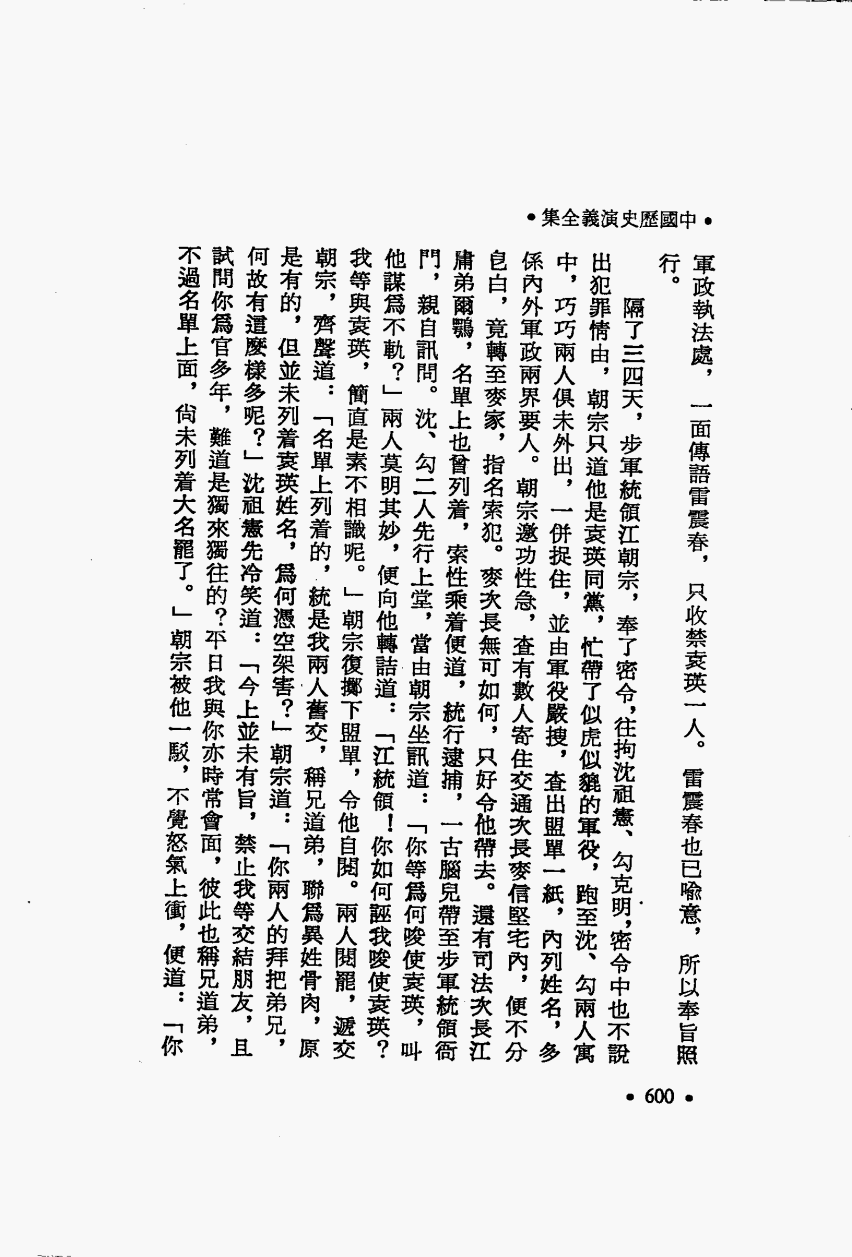 •中國歷史演義全集•
軍政執法處，一面傳語雷震春，只收禁袁瑛一人。雷震春也已喩意，所以奉旨照
行。
隔了三四天，步軍統領江朝宗，奉了密令，往拘沈祖憲、勾克明，密令中也不說
出犯罪情由，朝宗只道他是袁瑛同黨，忙帶了似虎似貔的軍役，跑至沈、勾兩人寓
中，巧巧兩人俱未外出，一併捉住，並由軍役嚴搜，查出盟單一紙，內列姓名，多
係內外軍政兩界要人。朝宗邀功性急，查有數人寄住交通次長麥信堅宅內，便不分
皂白，竟轉至麥家，指名索犯。麥次長無可如何，只好令他帶去。還有司法次長江
庸弟爾鶚，名單上也曾列着，索性乘着便道，統行逮捕，一古腦兒帶至步軍統領衙
門，親自訊問。沈、勾二人先行上堂，當由朝宗坐訊道：「你等爲何唆使袁瑛，叫
他謀爲不軌？」兩人莫明其妙，便向他轉詰道：「江統領！你如何誣我唆使袁瑛？
我等與袁瑛，簡直是素不相識呢。」朝宗復擲下盟單，令他自閱。兩人閱罷，遞交
朝宗，齊聲道：「名單上列着的，統是我兩人舊交，稱兄道弟，聯爲異姓骨肉，原
是有的，但並未列着袁瑛姓名，爲何憑空架害？」朝宗道：「你兩人的拜把弟兄，
何故有這麼樣多呢？」沈祖憲先冷笑道：「今上並未有旨，禁止我等交結朋友，且
試問你爲官多年，難道是獨來獨往的？平日我與你亦時常會面，彼此也稱兄道弟，
不過名單上面，尙未列着大名罷了。」朝宗被他一駁，不覺怒氣上衝，便道：「你
•600•